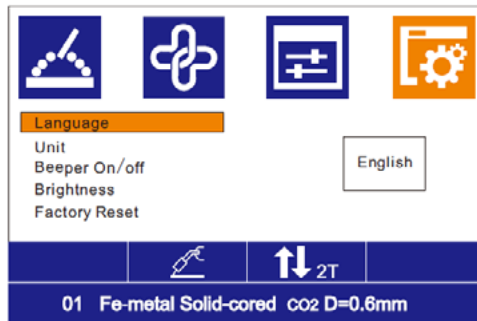 Language
Unit
Beeper On/off
English
Brightness
Factory Reset
2T
01 Fe-metal Solid-cored CO2 D=0.6mm